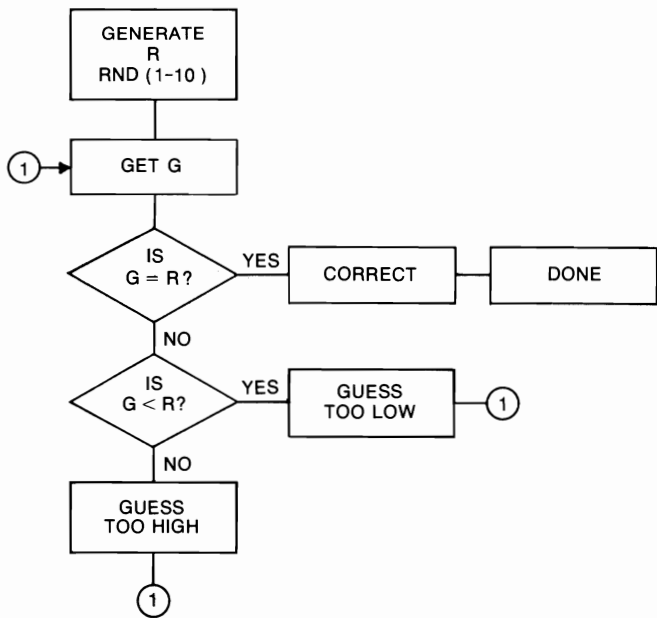 GENERATE
R
RND (1-10)
1
GET G
IS
G = R?
YES
CORRECT
DONE
NO
IS
G < R?
YES
GUESS
TOO LOW
1
NO
GUESS
TOO HIGH
1